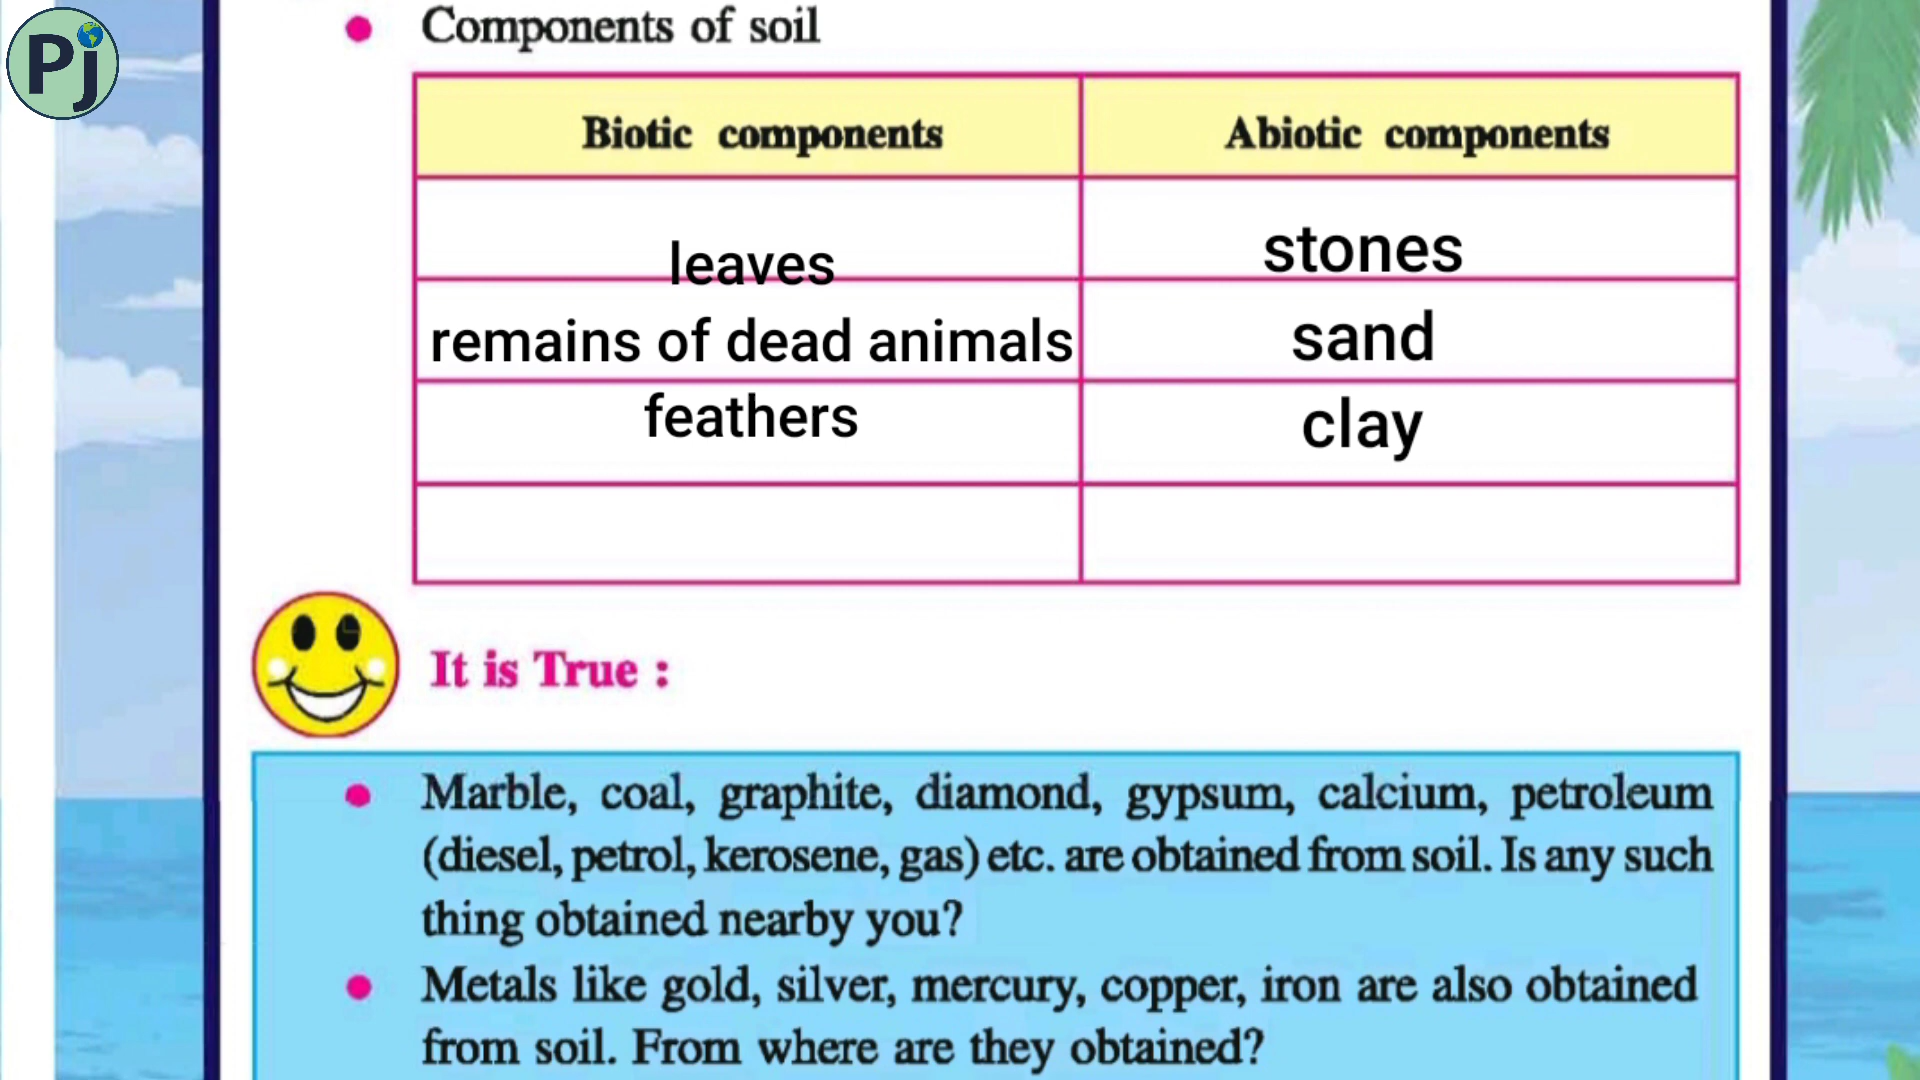 Pj
Components of soil
Biotic components Abiotic components
leaves stones
remains of dead animals sand
feathers clay
It is True :
Marble, coal, graphite, diamond, gypsum, calcium, petroleum
(diesel, petrol, kerosene, gas) etc. are obtained from soil. Is any such
thing obtained nearby you?
Metals like gold, silver, mercury, copper, iron are also obtained
from soil. From where are they obtained?